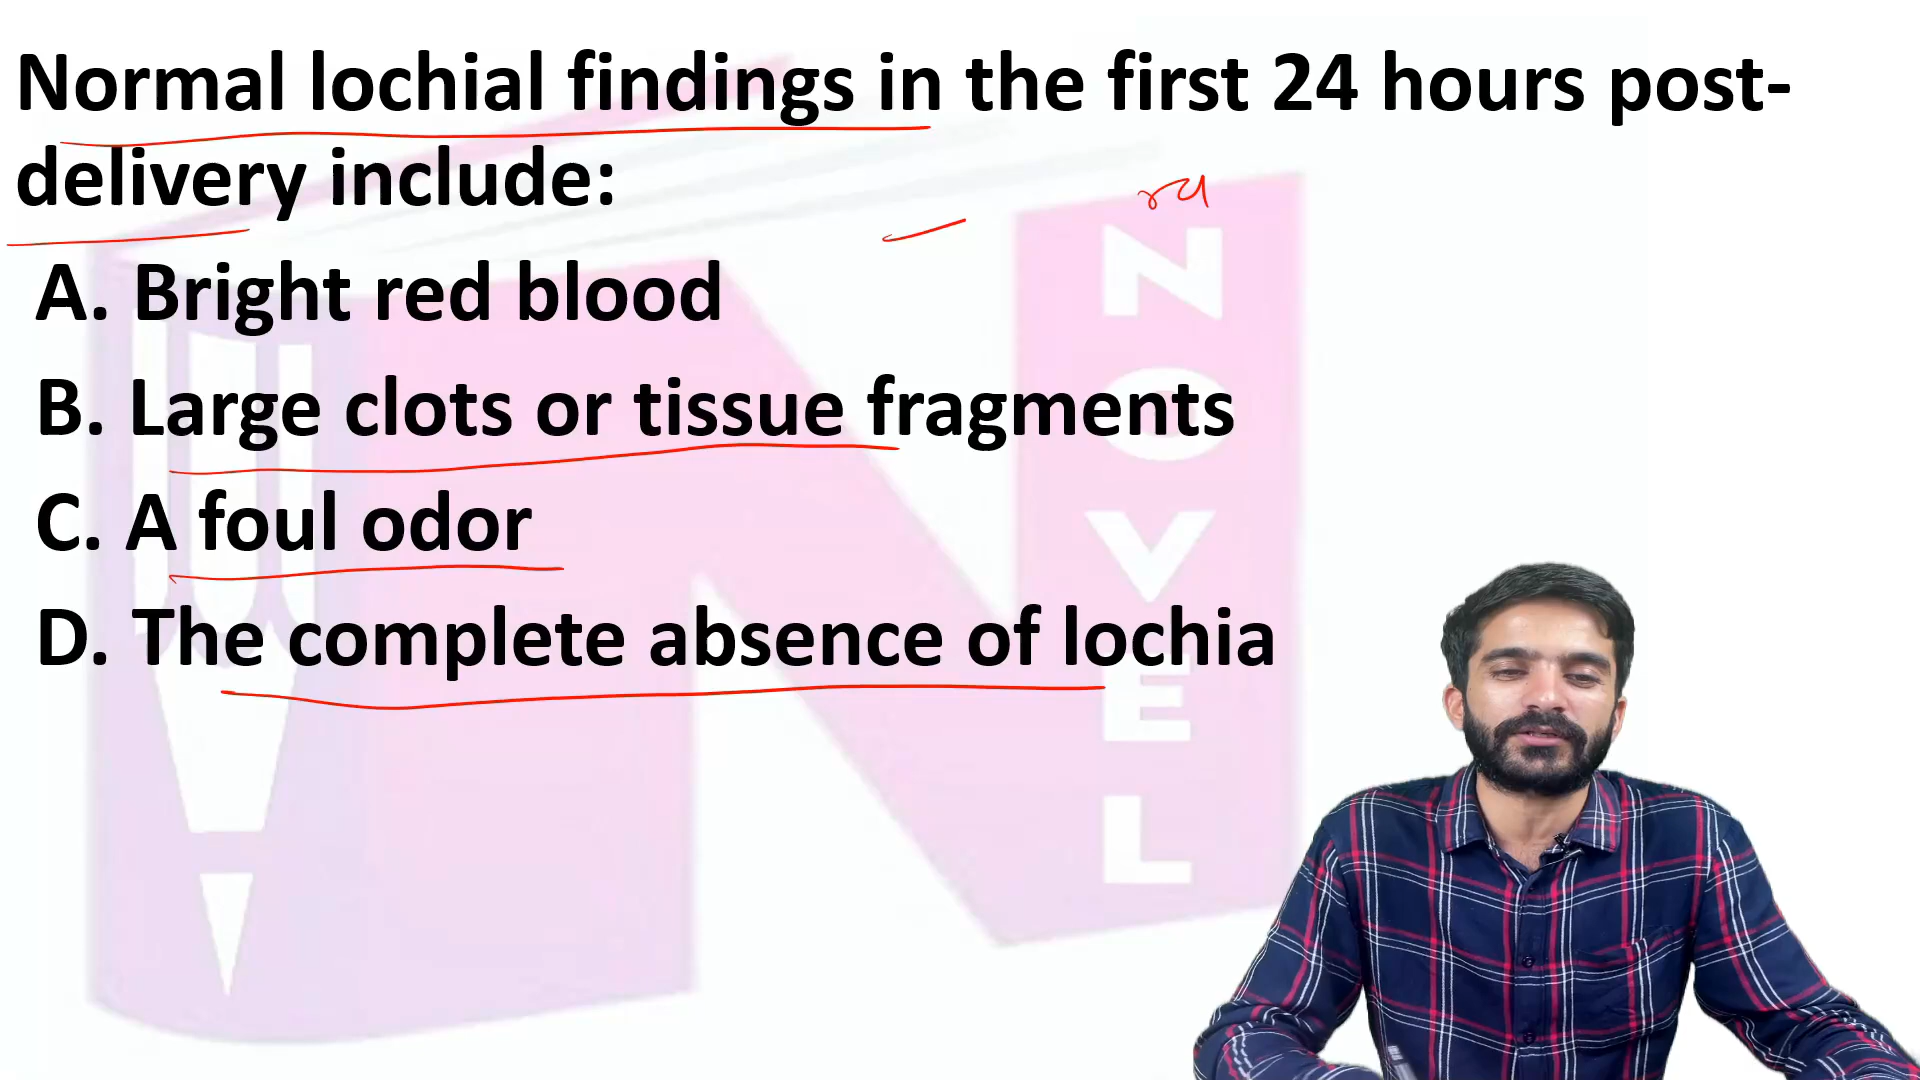 Normal lochial findings in the first 24 hours post-
delivery include:
red
A. Bright red blood
B. Large clots or tissue fragments
C. A foul odor
D. The complete absence of lochia
NOVEL